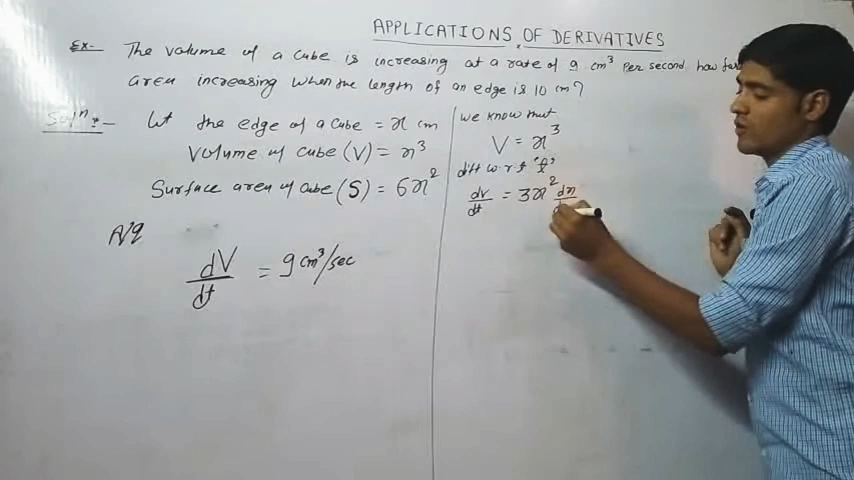 APPLICATIONS OF DERIVATIVES
Ex- The volume of a cube is increasing at a rate of 9 cm³ per second. how fas
area increasing when the length of an edge is 10 cm?
Sol^n :- Let the edge of a cube = x cm
Volume of cube (V) = x³
Surface area of cube (S) = 6x²
A/q
dV/dt = 9 cm³/sec
we know that
V = x³
diff w.r.t 't'
dV/dt = 3x² dx/